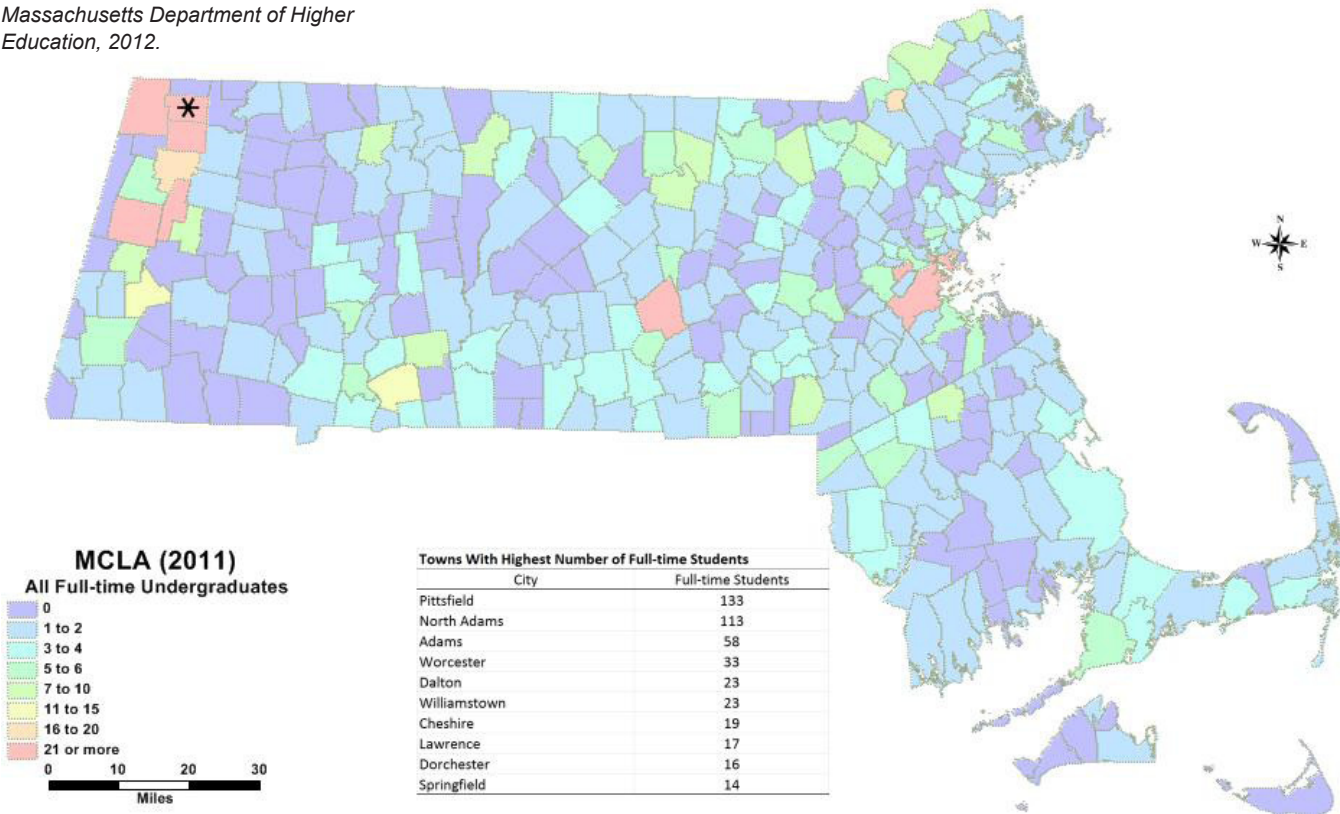 Massachusetts Department of Higher
Education, 2012.
N
W E
S
MCLA (2011)
All Full-time Undergraduates
0
1 to 2
3 to 4
5 to 6
7 to 10
11 to 15
16 to 20
21 or more
0 10 20 30
Miles
Towns With Highest Number of Full-time Students
City Full-time Students
Pittsfield 133
North Adams 113
Adams 58
Worcester 33
Dalton 23
Williamstown 23
Cheshire 19
Lawrence 17
Dorchester 16
Springfield 14